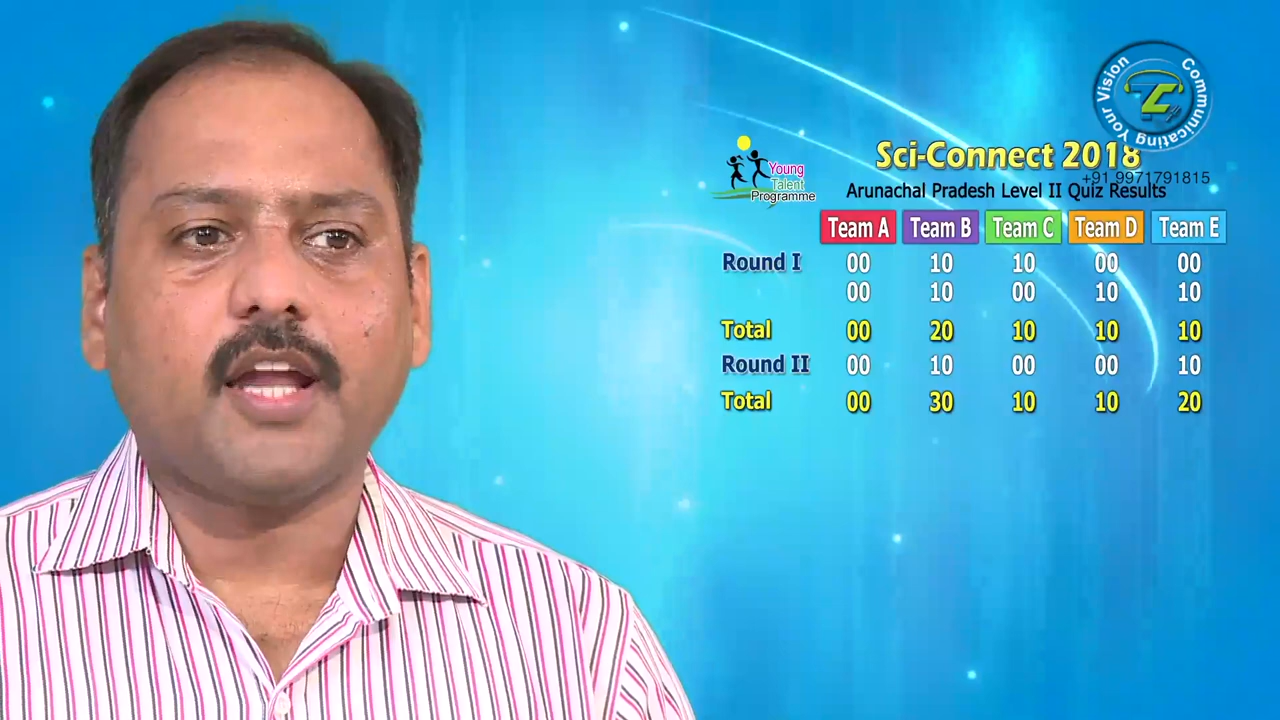 Communicating Your Vision
TC
Sci-Connect 2018
+91 9971791815
Young
Talent
Programme
Arunachal Pradesh Level II Quiz Results
Team A Team B Team C Team D Team E
Round I 00 10 10 00 00
00 10 00 10 10
Total 00 20 10 10 10
Round II 00 10 00 00 10
Total 00 30 10 10 20